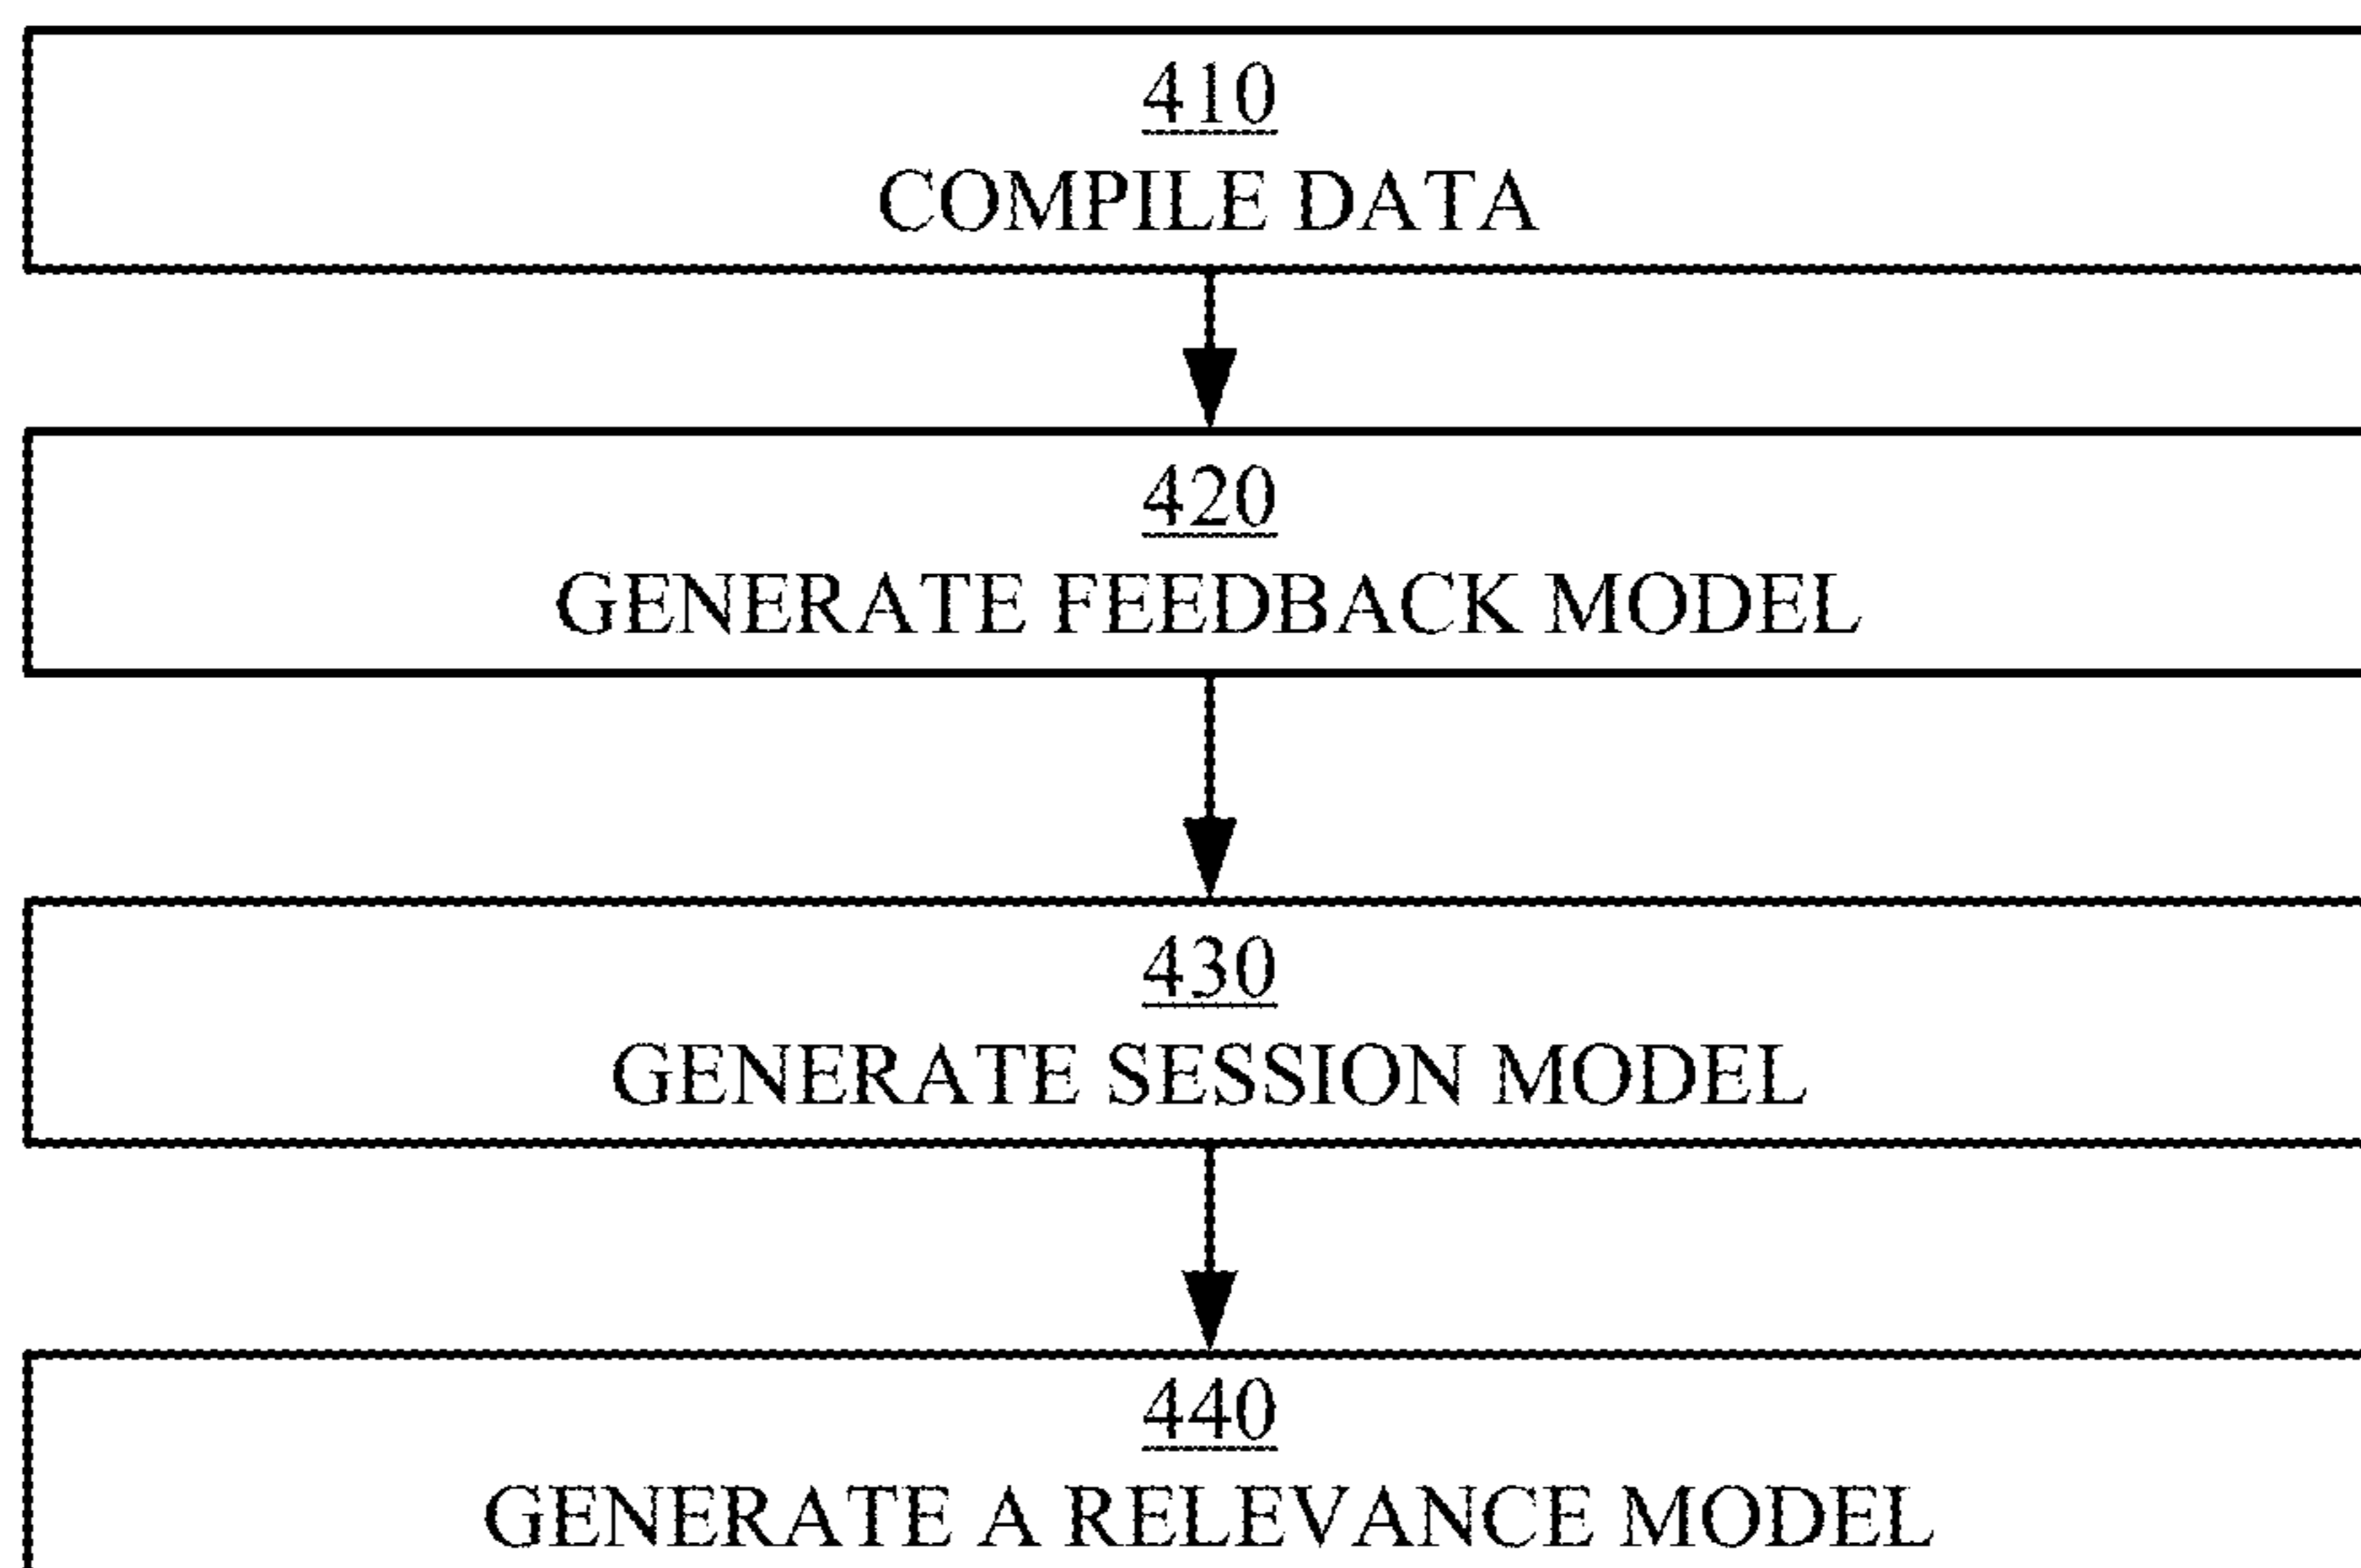 410
COMPILE DATA
420
GENERATE FEEDBACK MODEL
430
GENERATE SESSION MODEL
440
GENERATE A RELEVANCE MODEL